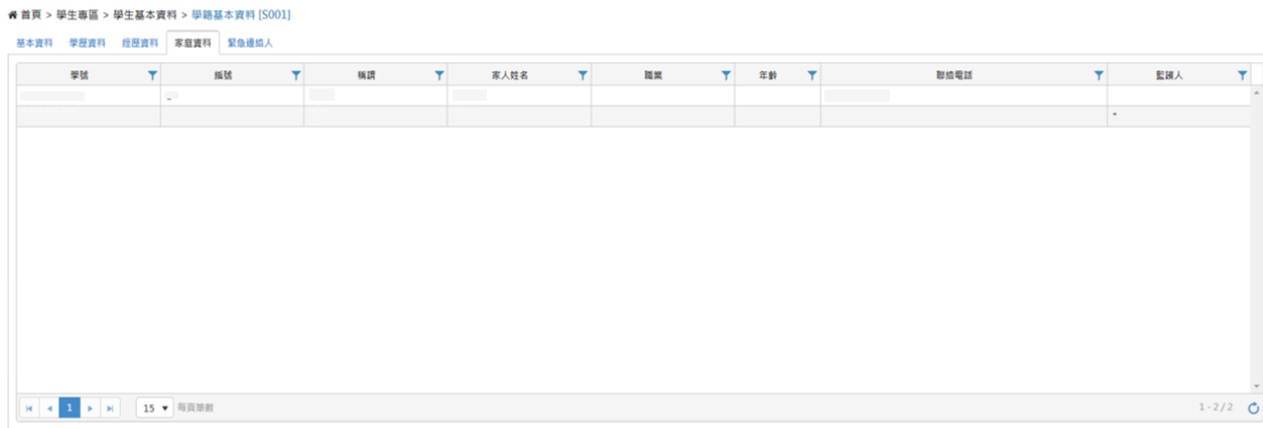 首頁 > 學生專區 > 學生基本資料 > 學籍基本資料 [S001]
基本資料 學歷資料 經歷資料 家庭資料 緊急連絡人
學號 編號 稱謂 家人姓名 職業 年齡 聯絡電話 監護人
*
1 15 每頁筆數 1 - 2 / 2